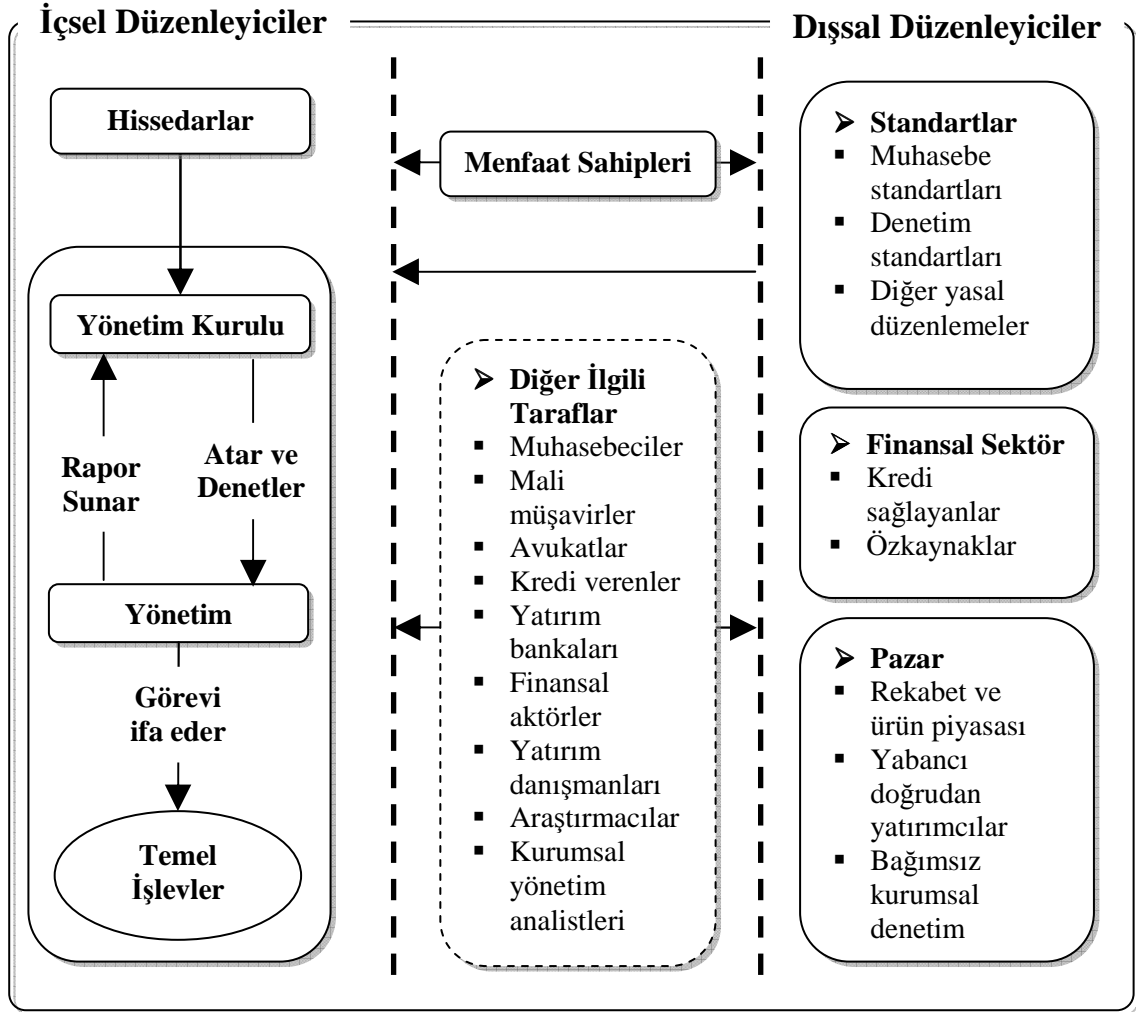 İçsel Düzenleyiciler
Dışsal Düzenleyiciler
Hissedarlar
Yönetim Kurulu
Rapor
Sunar
Atar ve
Denetler
Yönetim
Görevi
ifa eder
Temel
İşlevler
Menfaat Sahipleri
➢ Diğer İlgili
Taraflar
▪ Muhasebeciler
▪ Mali
müşavirler
▪ Avukatlar
▪ Kredi verenler
▪ Yatırım
bankaları
▪ Finansal
aktörler
▪ Yatırım
danışmanları
▪ Araştırmacılar
▪ Kurumsal
yönetim
analistleri
➢ Standartlar
▪ Muhasebe
standartları
▪ Denetim
standartları
▪ Diğer yasal
düzenlemeler
➢ Finansal Sektör
▪ Kredi
sağlayanlar
▪ Özkaynaklar
➢ Pazar
▪ Rekabet ve
ürün piyasası
▪ Yabancı
doğrudan
yatırımcılar
▪ Bağımsız
kurumsal
denetim